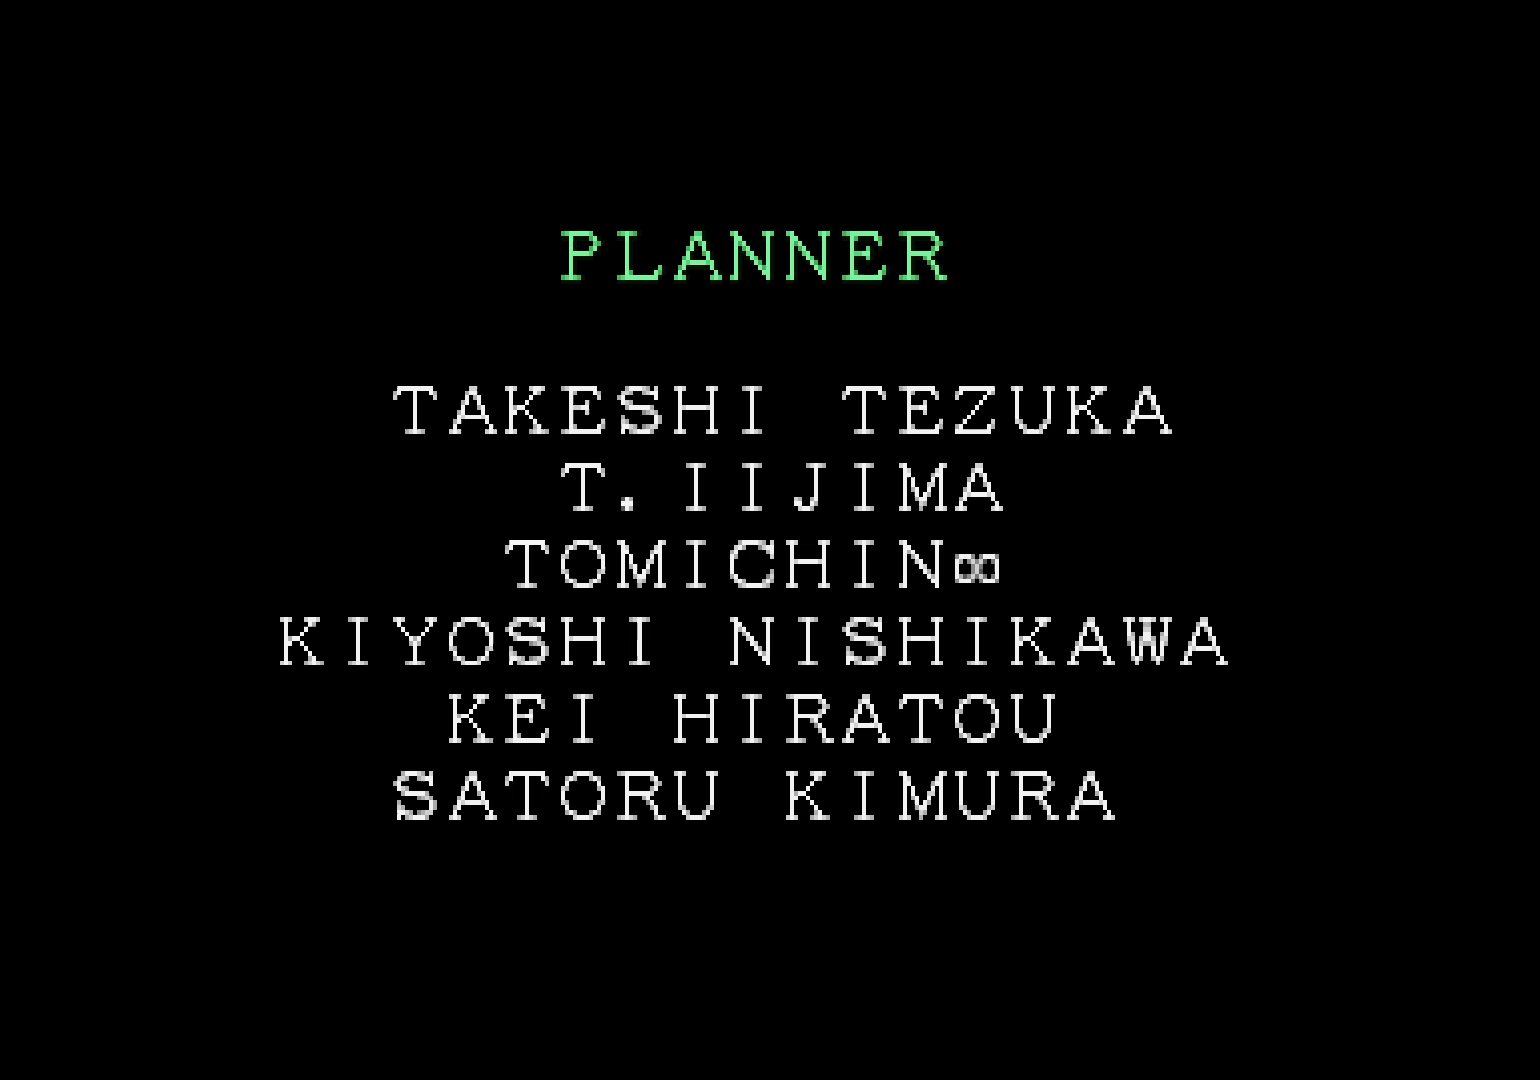 PLANNER
TAKESHI TEZUKA
T.IIJIMA
TOMICHIN∞
KIYOSHI NISHIKAWA
KEI HIRATOU
SATORU KIMURA